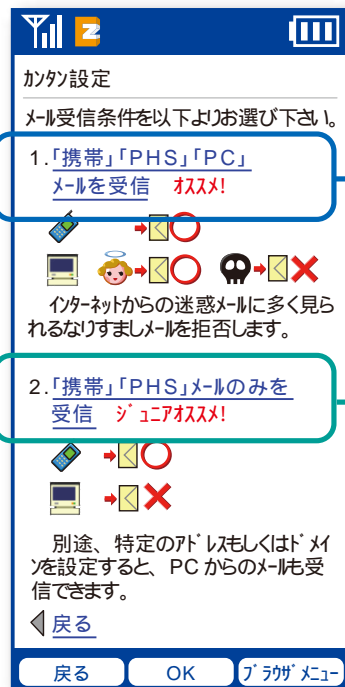 カンタン設定
メール受信条件を以下よりお選び下さい。
1.「携帯」「PHS」「PC」
メールを受信 オススメ!
インターネットからの迷惑メールに多く見ら
れるなりすましメールを拒否します。
2.「携帯」「PHS」メールのみを
受信 ジュニアオススメ!
別途、特定のアドレスもしくはドメイ
ンを設定すると、PCからのメールも受
信できます。
戻る
戻る OK ブラウザメニュー